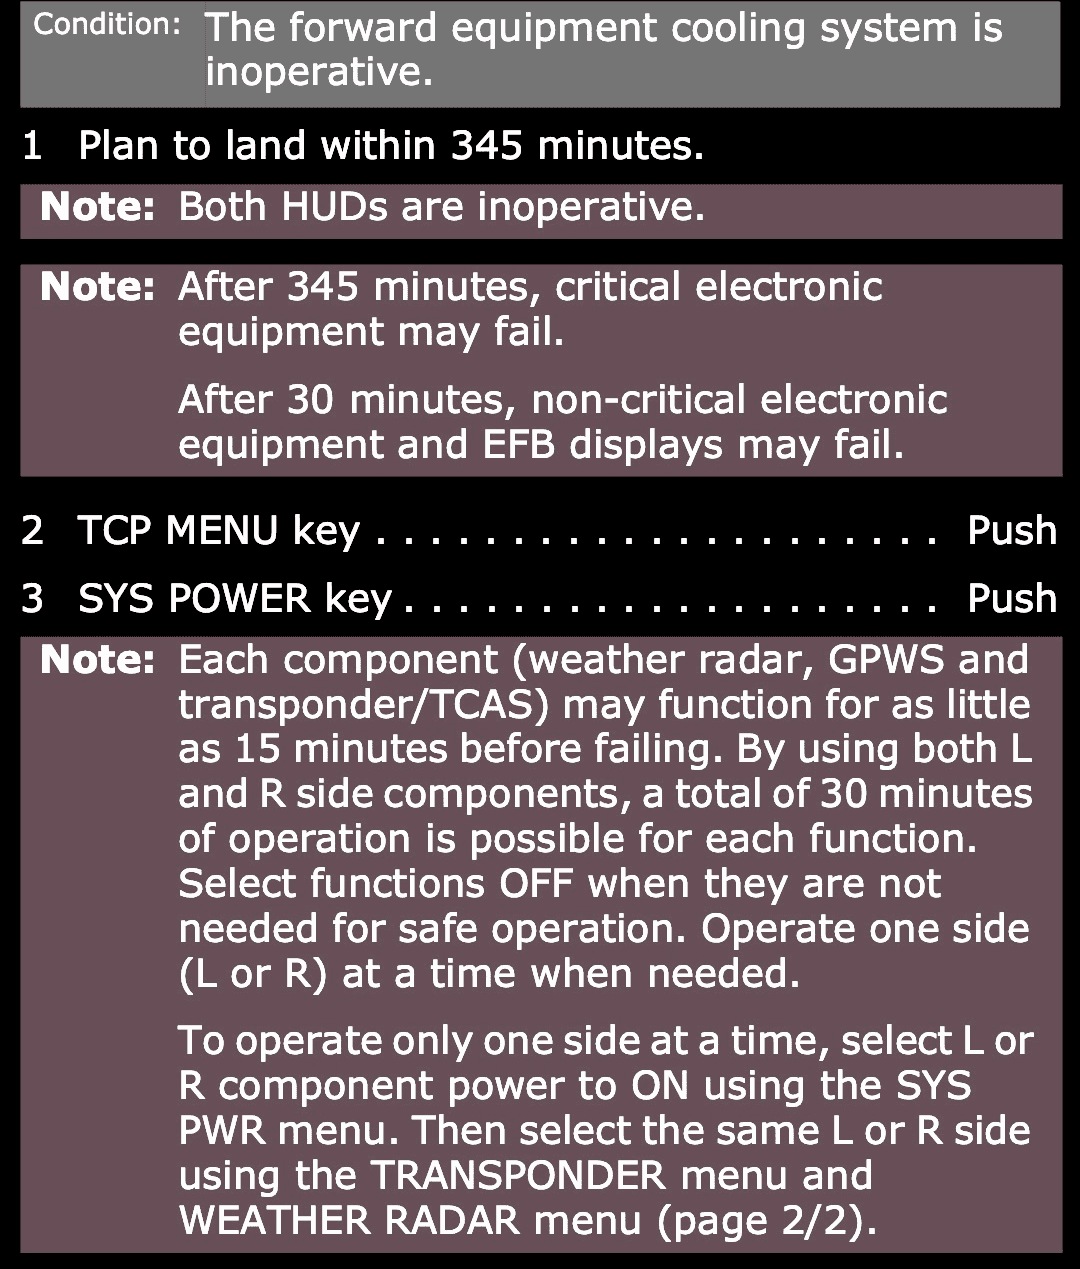 Condition: The forward equipment cooling system is
inoperative.
1 Plan to land within 345 minutes.
Note: Both HUDs are inoperative.
Note: After 345 minutes, critical electronic
equipment may fail.
After 30 minutes, non-critical electronic
equipment and EFB displays may fail.
2 TCP MENU key . . . . . . . . . . . . . . . . . . . . . Push
3 SYS POWER key . . . . . . . . . . . . . . . . . . . . Push
Note: Each component (weather radar, GPWS and
transponder/TCAS) may function for as little
as 15 minutes before failing. By using both L
and R side components, a total of 30 minutes
of operation is possible for each function.
Select functions OFF when they are not
needed for safe operation. Operate one side
(L or R) at a time when needed.
To operate only one side at a time, select L or
R component power to ON using the SYS
PWR menu. Then select the same L or R side
using the TRANSPONDER menu and
WEATHER RADAR menu (page 2/2).